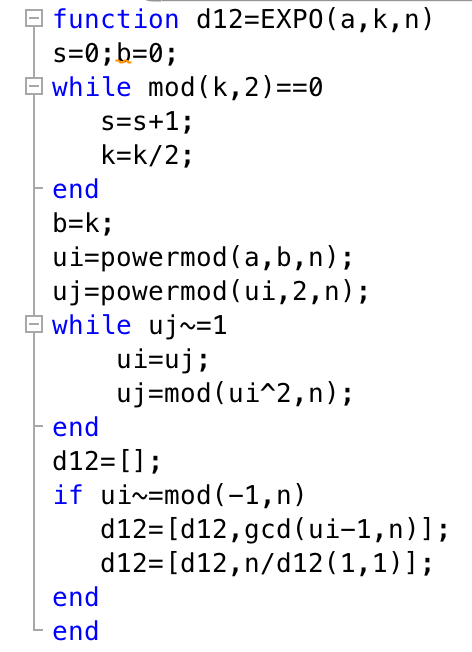 function d12=EXPO(a,k,n)
s=0;b=0;
while mod(k,2)==0
s=s+1;
k=k/2;
end
b=k;
ui=powermod(a,b,n);
uj=powermod(ui,2,n);
while uj~=1
ui=uj;
uj=mod(ui^2,n);
end
d12=[];
if ui~=mod(-1,n)
d12=[d12,gcd(ui-1,n)];
d12=[d12,n/d12(1,1)];
end
end